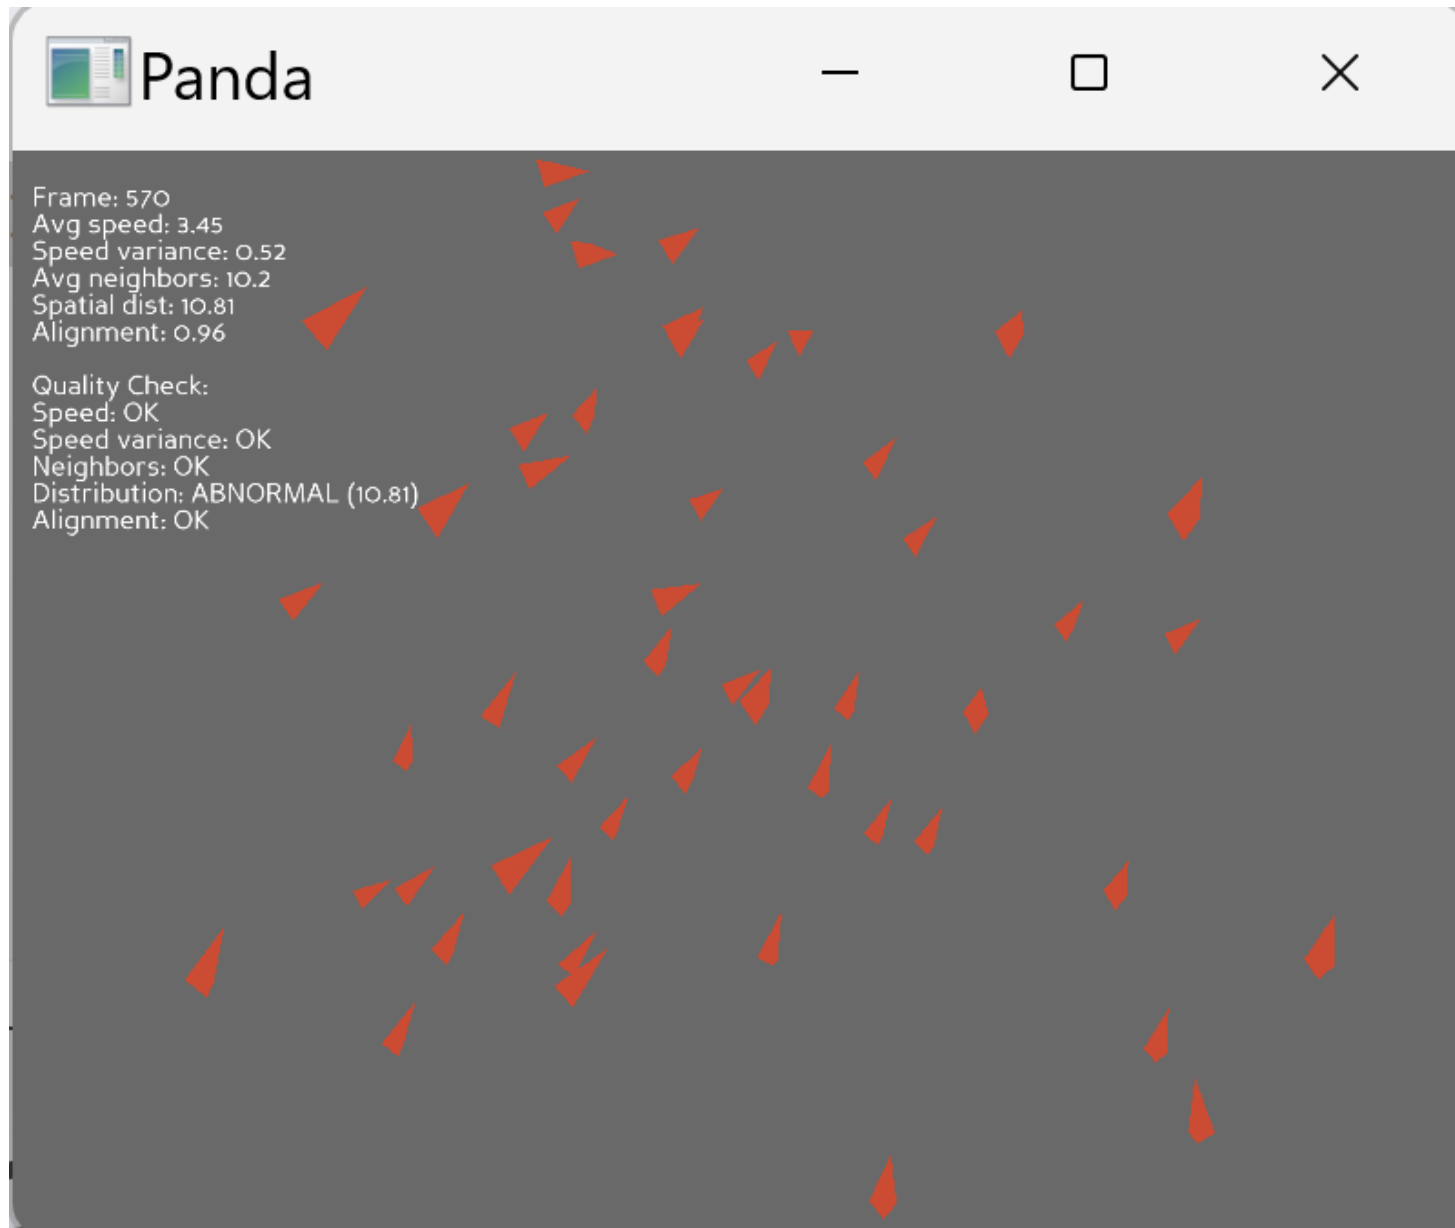 Panda
Frame: 570
Avg speed: 3.45
Speed variance: 0.52
Avg neighbors: 10.2
Spatial dist: 10.81
Alignment: 0.96
Quality Check:
Speed: OK
Speed variance: OK
Neighbors: OK
Distribution: ABNORMAL (10.81)
Alignment: OK